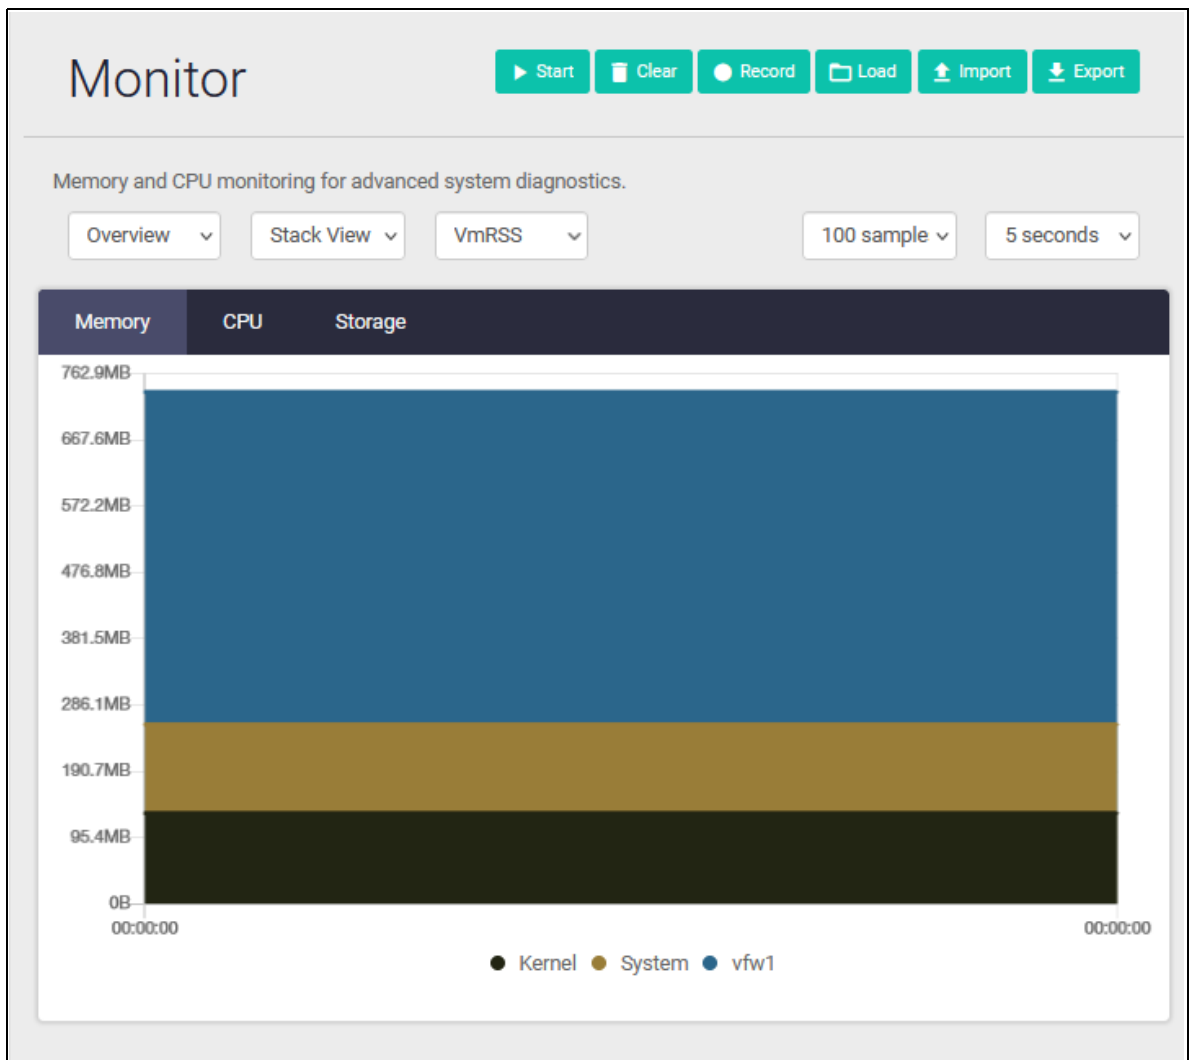 Monitor
Start
Clear
Record
Load
Import
Export
Memory and CPU monitoring for advanced system diagnostics.
Overview
Stack View
VmRSS
100 sample
5 seconds
Memory
CPU
Storage
762.9MB
667.6MB
572.2MB
476.8MB
381.5MB
286.1MB
190.7MB
95.4MB
0B
00:00:00
00:00:00
Kernel
System
vfw1